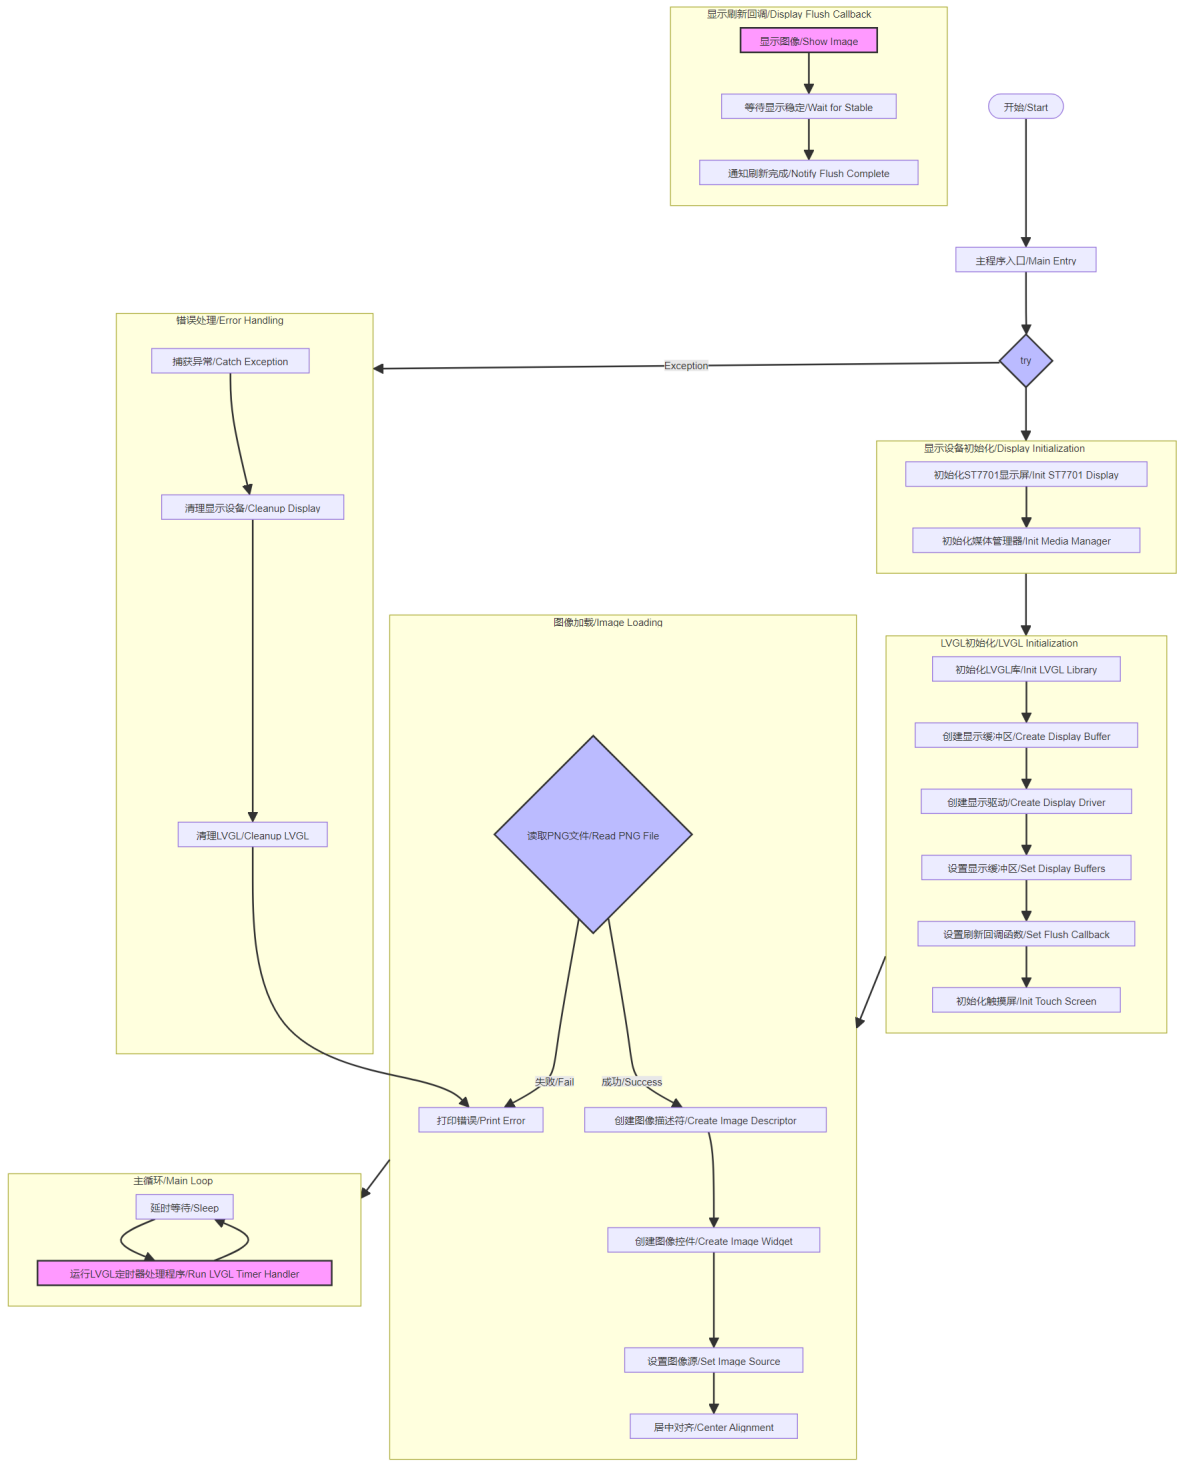 显示刷新回调/Display Flush Callback
显示图像/Show Image
等待显示稳定/Wait for Stable
通知刷新完成/Notify Flush Complete
开始/Start
主程序入口/Main Entry
try
Exception
错误处理/Error Handling
捕获异常/Catch Exception
清理显示设备/Cleanup Display
清理LVGL/Cleanup LVGL
显示设备初始化/Display Initialization
初始化ST7701显示屏/Init ST7701 Display
初始化媒体管理器/Init Media Manager
LVGL初始化/LVGL Initialization
初始化LVGL库/Init LVGL Library
创建显示缓冲区/Create Display Buffer
创建显示驱动/Create Display Driver
设置显示缓冲区/Set Display Buffers
设置刷新回调函数/Set Flush Callback
初始化触摸屏/Init Touch Screen
图像加载/Image Loading
读取PNG文件/Read PNG File
失败/Fail
成功/Success
打印错误/Print Error
创建图像描述符/Create Image Descriptor
创建图像控件/Create Image Widget
设置图像源/Set Image Source
居中对齐/Center Alignment
主循环/Main Loop
延时等待/Sleep
运行LVGL定时器处理程序/Run LVGL Timer Handler